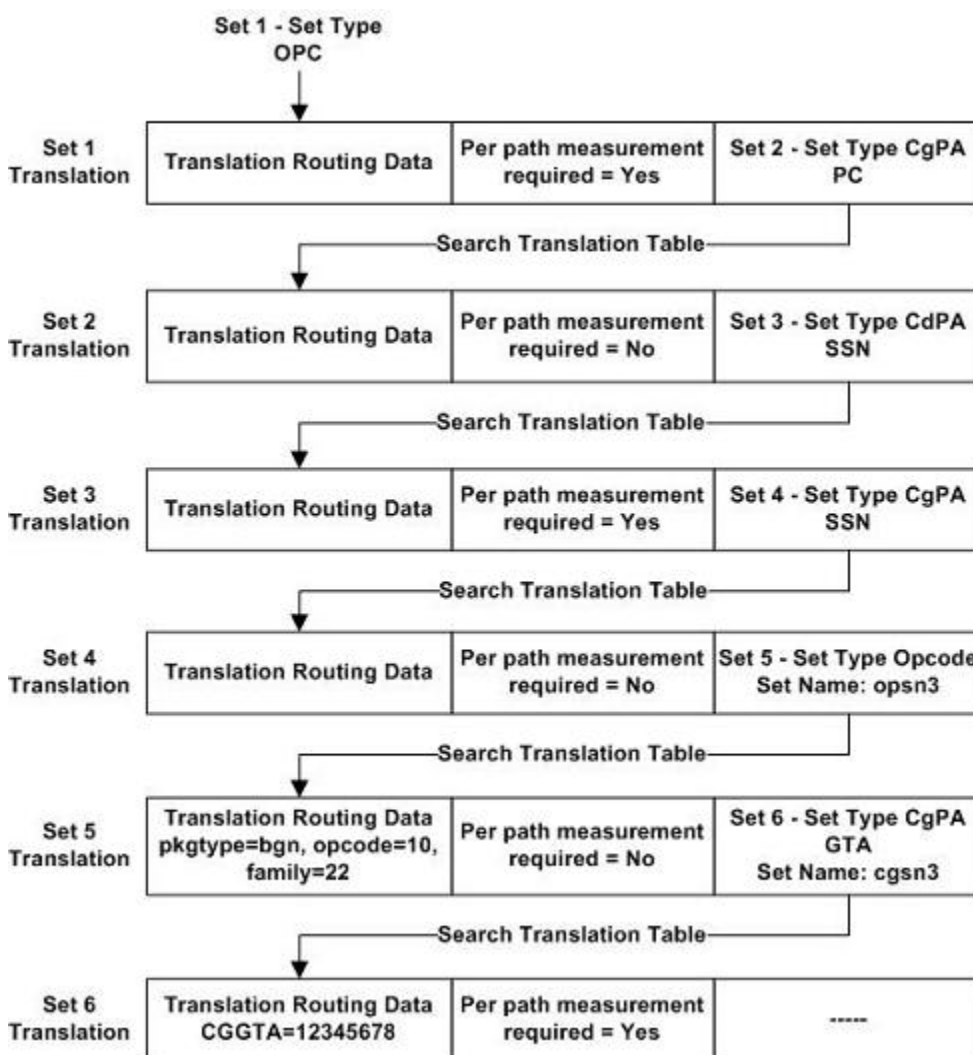 Set 1 - Set Type
OPC
Set 1
Translation
Translation Routing Data
Per path measurement
required = Yes
Set 2 - Set Type CgPA
PC
Search Translation Table
Set 2
Translation
Translation Routing Data
Per path measurement
required = No
Set 3 - Set Type CdPA
SSN
Search Translation Table
Set 3
Translation
Translation Routing Data
Per path measurement
required = Yes
Set 4 - Set Type CgPA
SSN
Search Translation Table
Set 4
Translation
Translation Routing Data
Per path measurement
required = No
Set 5 - Set Type Opcode
Set Name: opsn3
Search Translation Table
Set 5
Translation
Translation Routing Data
pkgtype=bgn, opcode=10,
family=22
Per path measurement
required = No
Set 6 - Set Type CgPA
GTA
Set Name: cgsn3
Search Translation Table
Set 6
Translation
Translation Routing Data
CGGTA=12345678
Per path measurement
required = Yes
-----